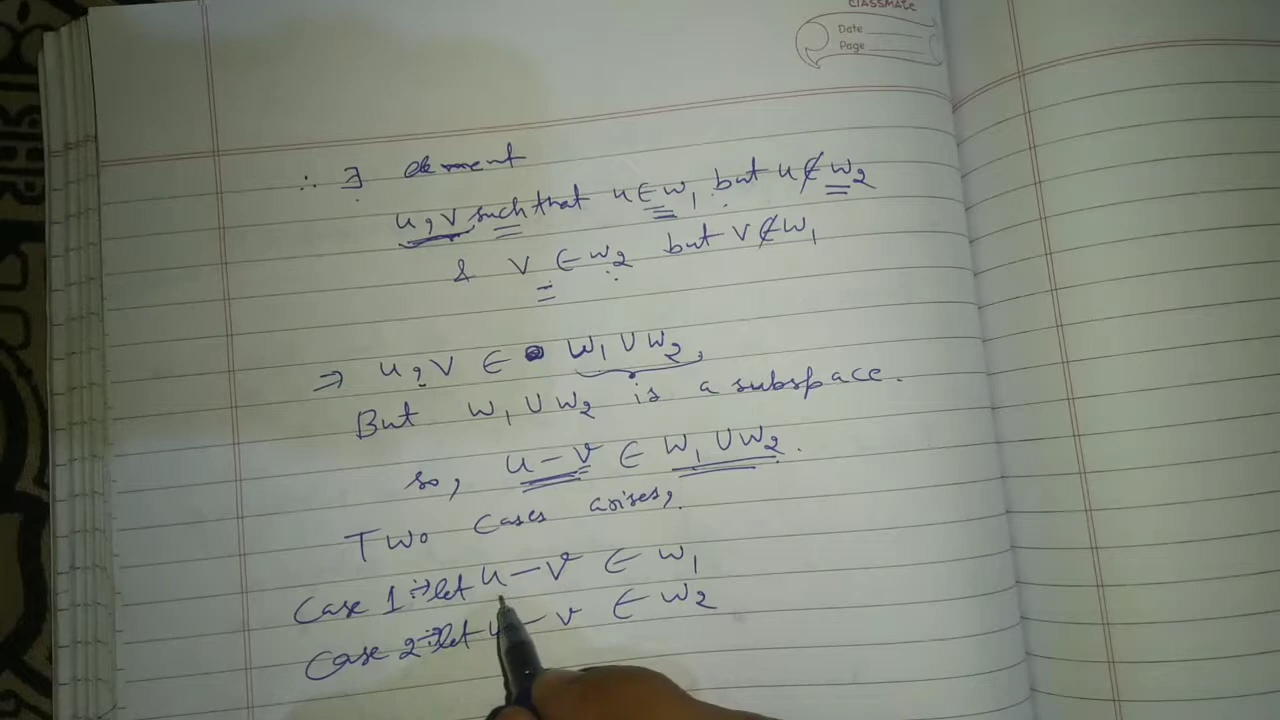 CLASSMATE
Date
Page
∴ ∃ element
u, v such that u ∈ W₁ but u ∉ W₂
& v ∈ W₂ but v ∉ W₁
⇒ u, v ∈ W₁ ∪ W₂,
But W₁ ∪ W₂ is a subspace.
so, u − v ∈ W₁ ∪ W₂.
Two cases arises,
Case 1 :→ let u − v ∈ W₁
Case 2 :→ let u − v ∈ W₂